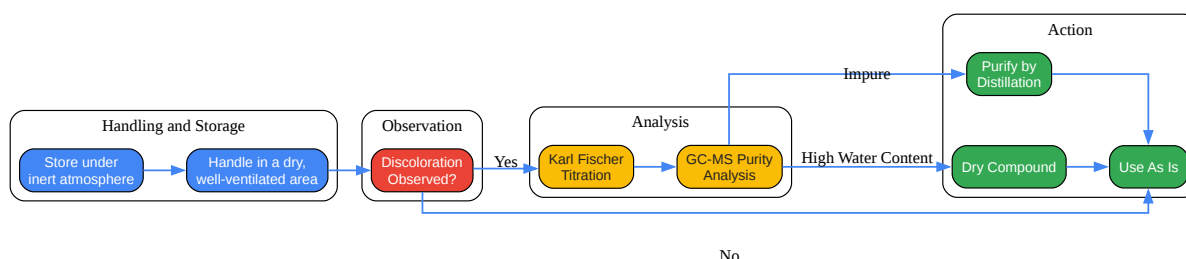 Action
Purify by
Distillation
Impure
Handling and Storage
Observation
Analysis
Store under
inert atmosphere
Handle in a dry,
well-ventilated area
Discoloration
Observed?
Yes
Karl Fischer
Titration
GC-MS Purity
Analysis
High Water Content
Dry Compound
Use As Is
No